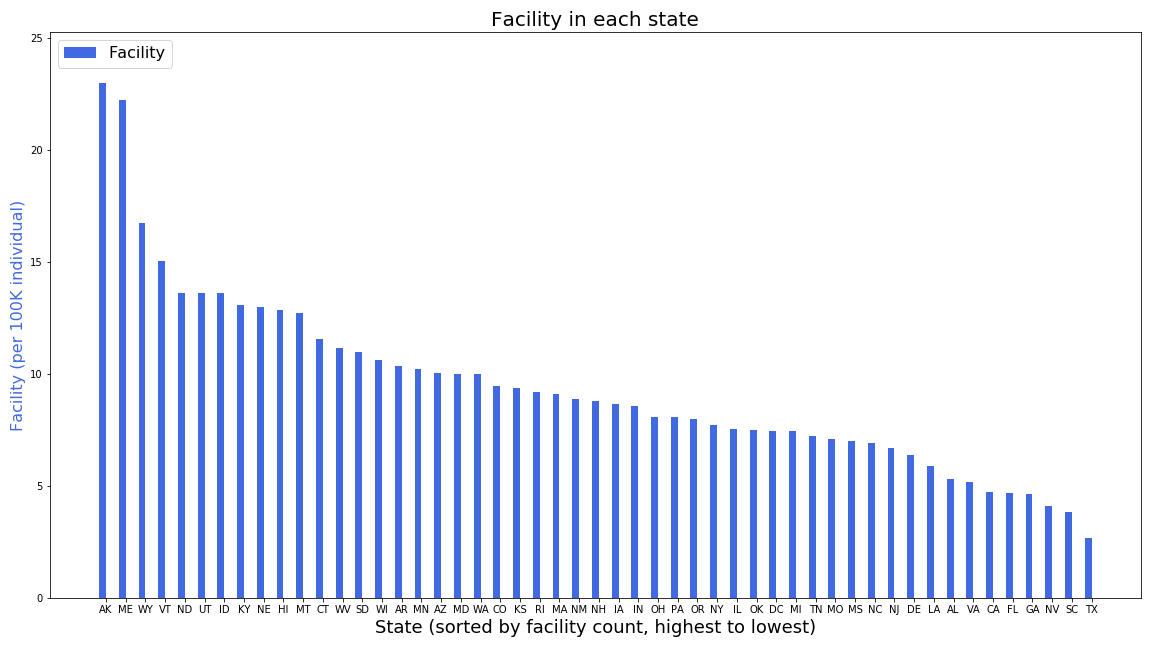 Facility in each state
Facility
Facility (per 100K individual)
25
20
15
10
5
0
AK ME WY VT ND UT ID KY NE HI MT CT WV SD WI AR MN AZ MD WA CO KS RI MA NM NH IA IN OH PA OR NY IL OK DC MI TN MO MS NC NJ DE LA AL VA CA FL GA NV SC TX
State (sorted by facility count, highest to lowest)